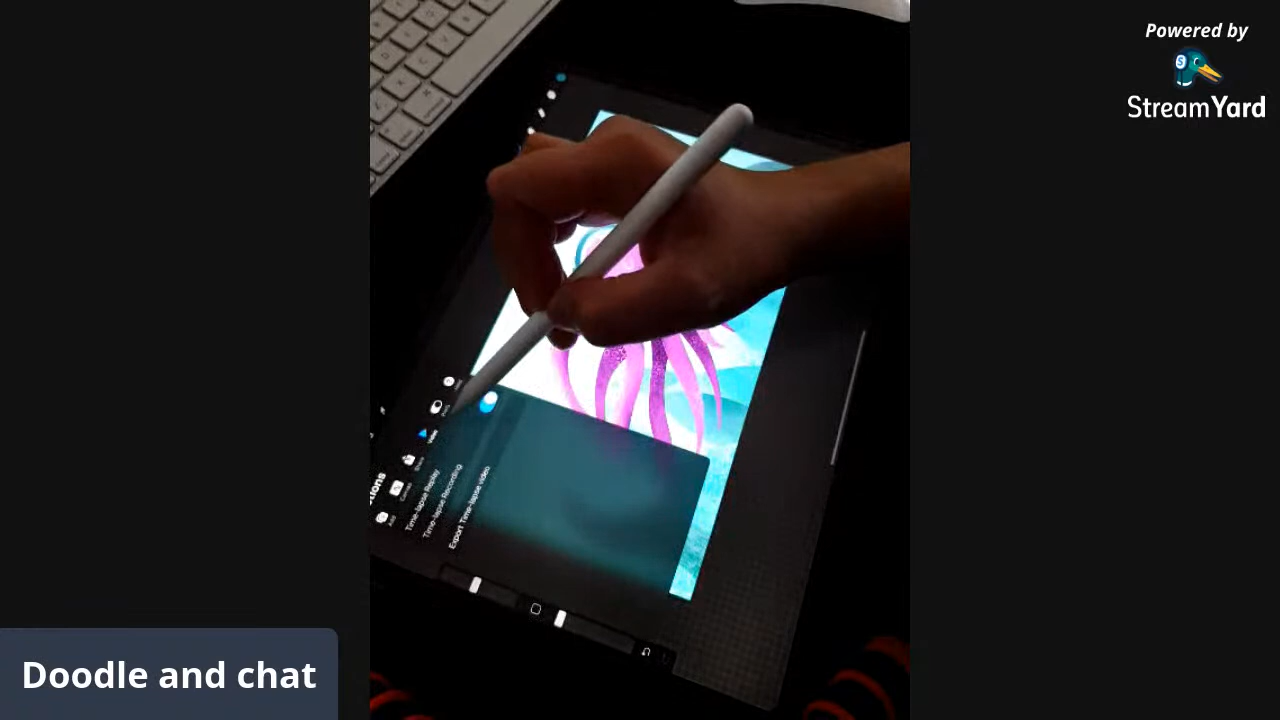 Powered by
StreamYard
Time-lapse Replay
Time-lapse Recording
Export Time-lapse video
Doodle and chat